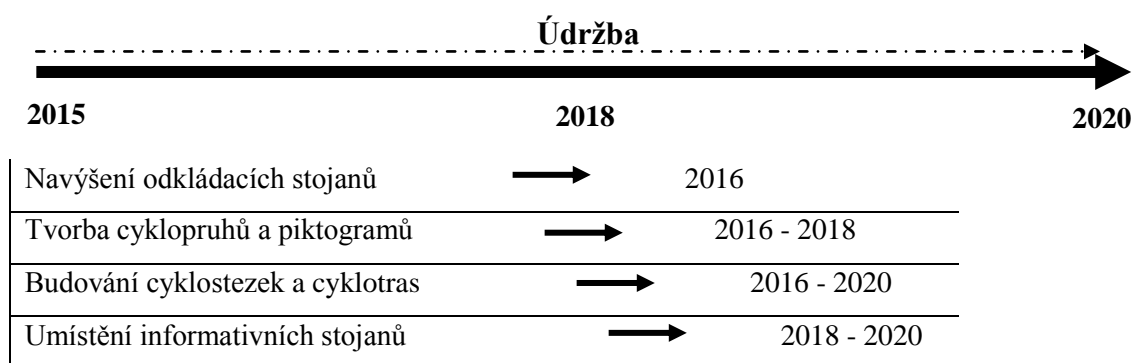 Údržba
2015 2018 2020
Navýšení odkládacích stojanů 2016
Tvorba cyklopruhů a piktogramů 2016 - 2018
Budování cyklostezek a cyklotras 2016 - 2020
Umístění informativních stojanů 2018 - 2020